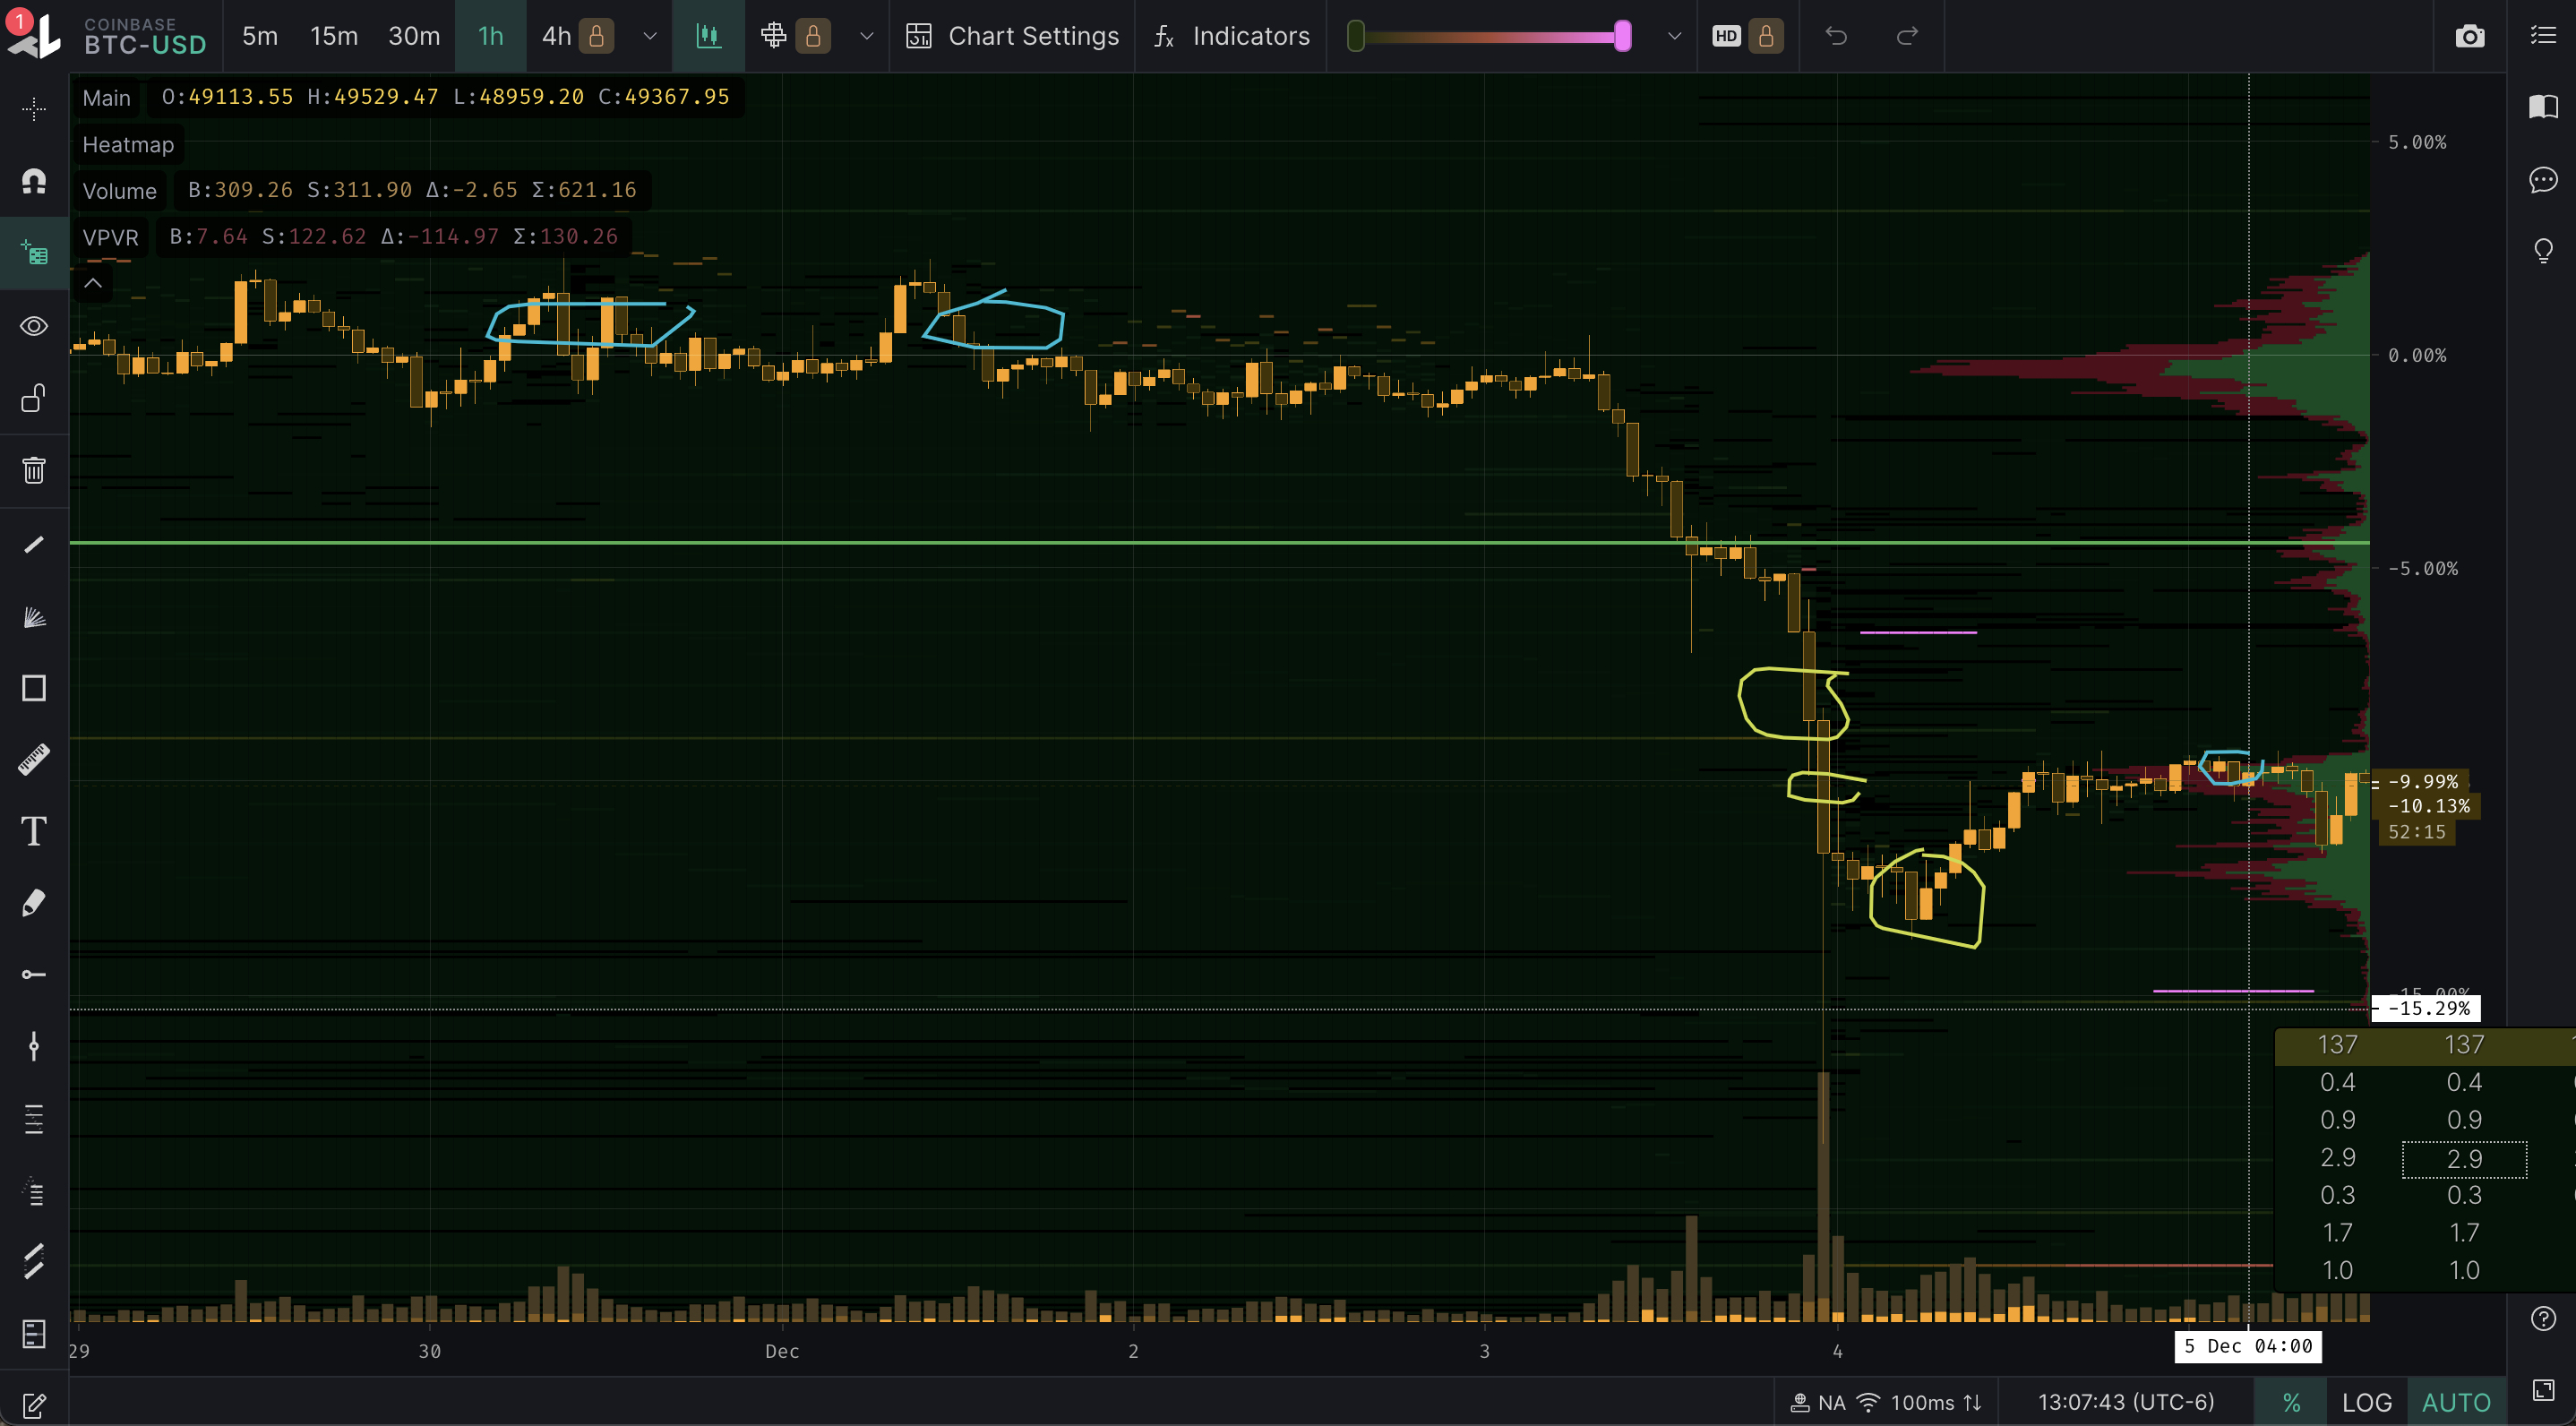 1
COINBASE
BTC-USD
5m 15m 30m 1h 4h
Chart Settings
fx Indicators
HD
Main O:49113.55 H:49529.47 L:48959.20 C:49367.95
Heatmap
Volume B:309.26 S:311.90 Δ:-2.65 Σ:621.16
VPVR B:7.64 S:122.62 Δ:-114.97 Σ:130.26
T
5.00%
0.00%
-5.00%
-9.99%
-10.13%
52:15
-15.00%
-15.29%
137 137
0.4 0.4
0.9 0.9
2.9 2.9
0.3 0.3
1.7 1.7
1.0 1.0
29 30 Dec 2 3 4 5 Dec 04:00
NA 100ms 13:07:43 (UTC-6) % LOG AUTO